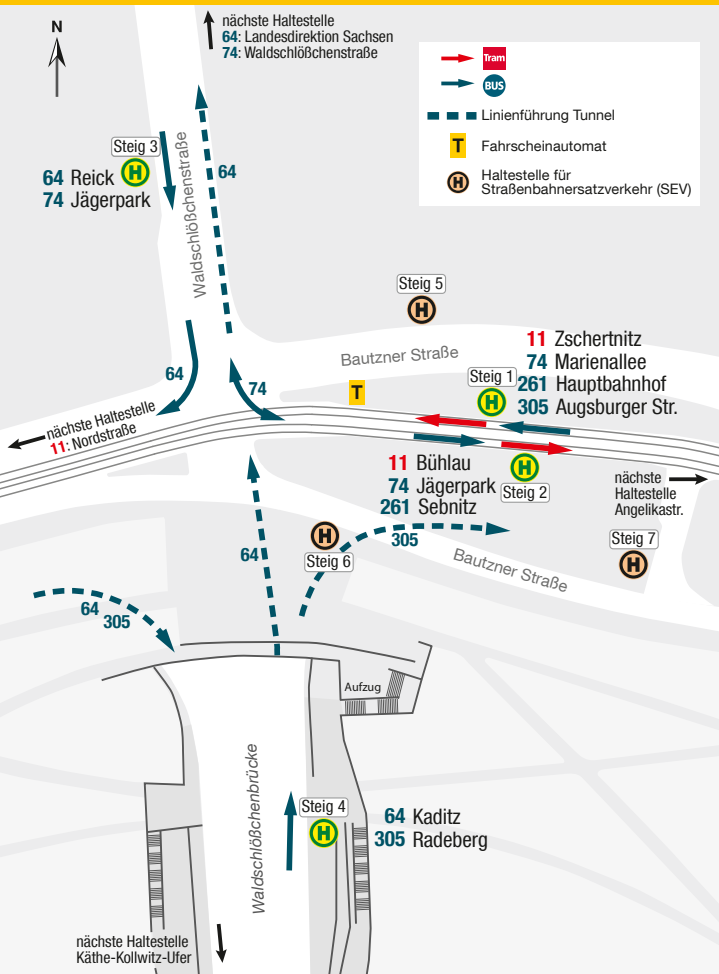 nächste Haltestelle
64: Landesdirektion Sachsen
74: Waldschlößchenstraße
N
Tram
BUS
Linienführung Tunnel
T Fahrscheinautomat
H Haltestelle für
Straßenbahnersatzverkehr (SEV)
Steig 3
H
64 Reick
74 Jägerpark
Waldschlößchenstraße
64
Steig 5
H
Bautzner Straße
11 Zschertnitz
74 Marienallee
261 Hauptbahnhof
305 Augsburger Str.
Steig 1
H
T
64
74
nächste Haltestelle
11: Nordstraße
11 Bühlau
74 Jägerpark
261 Sebnitz
H
Steig 2
nächste
Haltestelle
Angelikastr.
H
Steig 6
305
64
Bautzner Straße
Steig 7
H
64
305
Aufzug
Waldschlößchenbrücke
Steig 4
H
64 Kaditz
305 Radeberg
nächste Haltestelle
Käthe-Kollwitz-Ufer